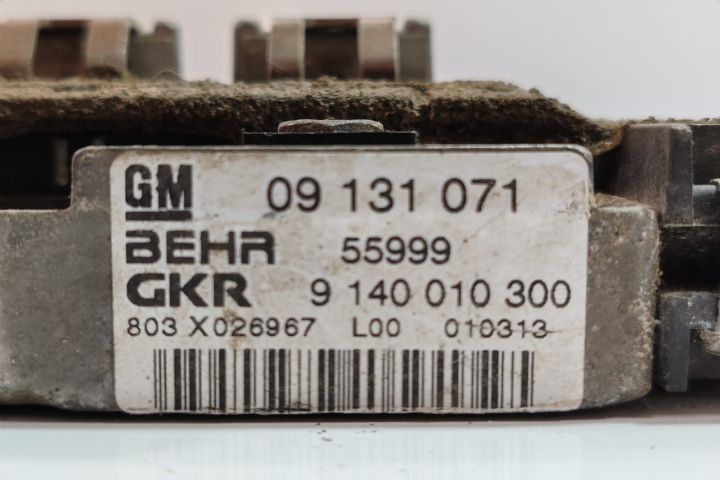 GM 09 131 071
BEHR 55999
GKR 9 140 010 300
803 X026967 L00 010313